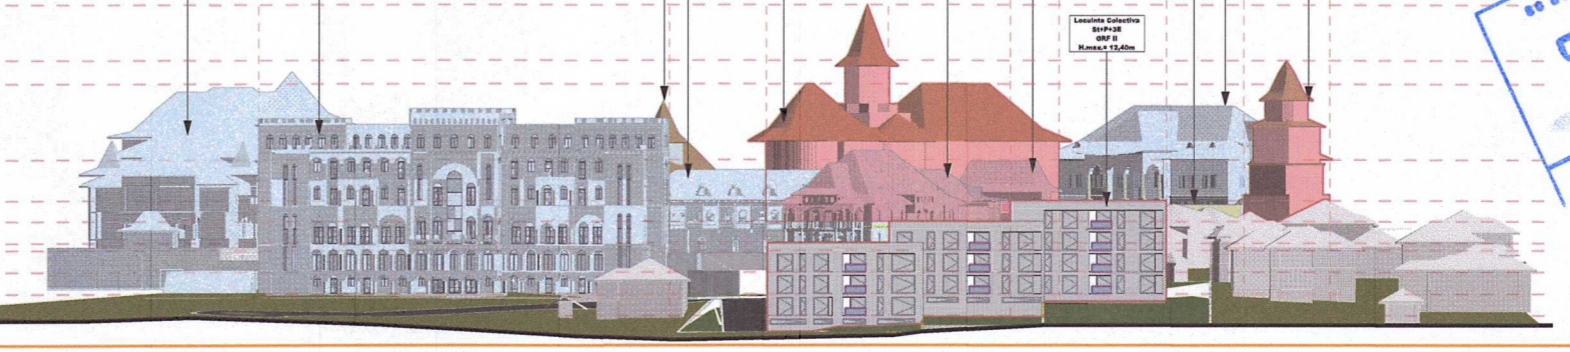 Locuinta Colectiva
St+P+3E
GRF II
H.max.= 12,40m